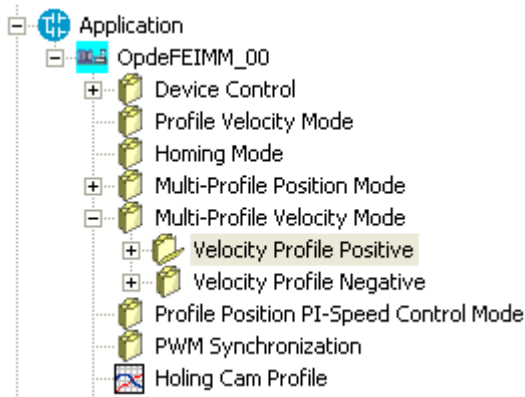 Application
OpdeFEIMM_00
Device Control
Profile Velocity Mode
Homing Mode
Multi-Profile Position Mode
Multi-Profile Velocity Mode
Velocity Profile Positive
Velocity Profile Negative
Profile Position PI-Speed Control Mode
PWM Synchronization
Holing Cam Profile